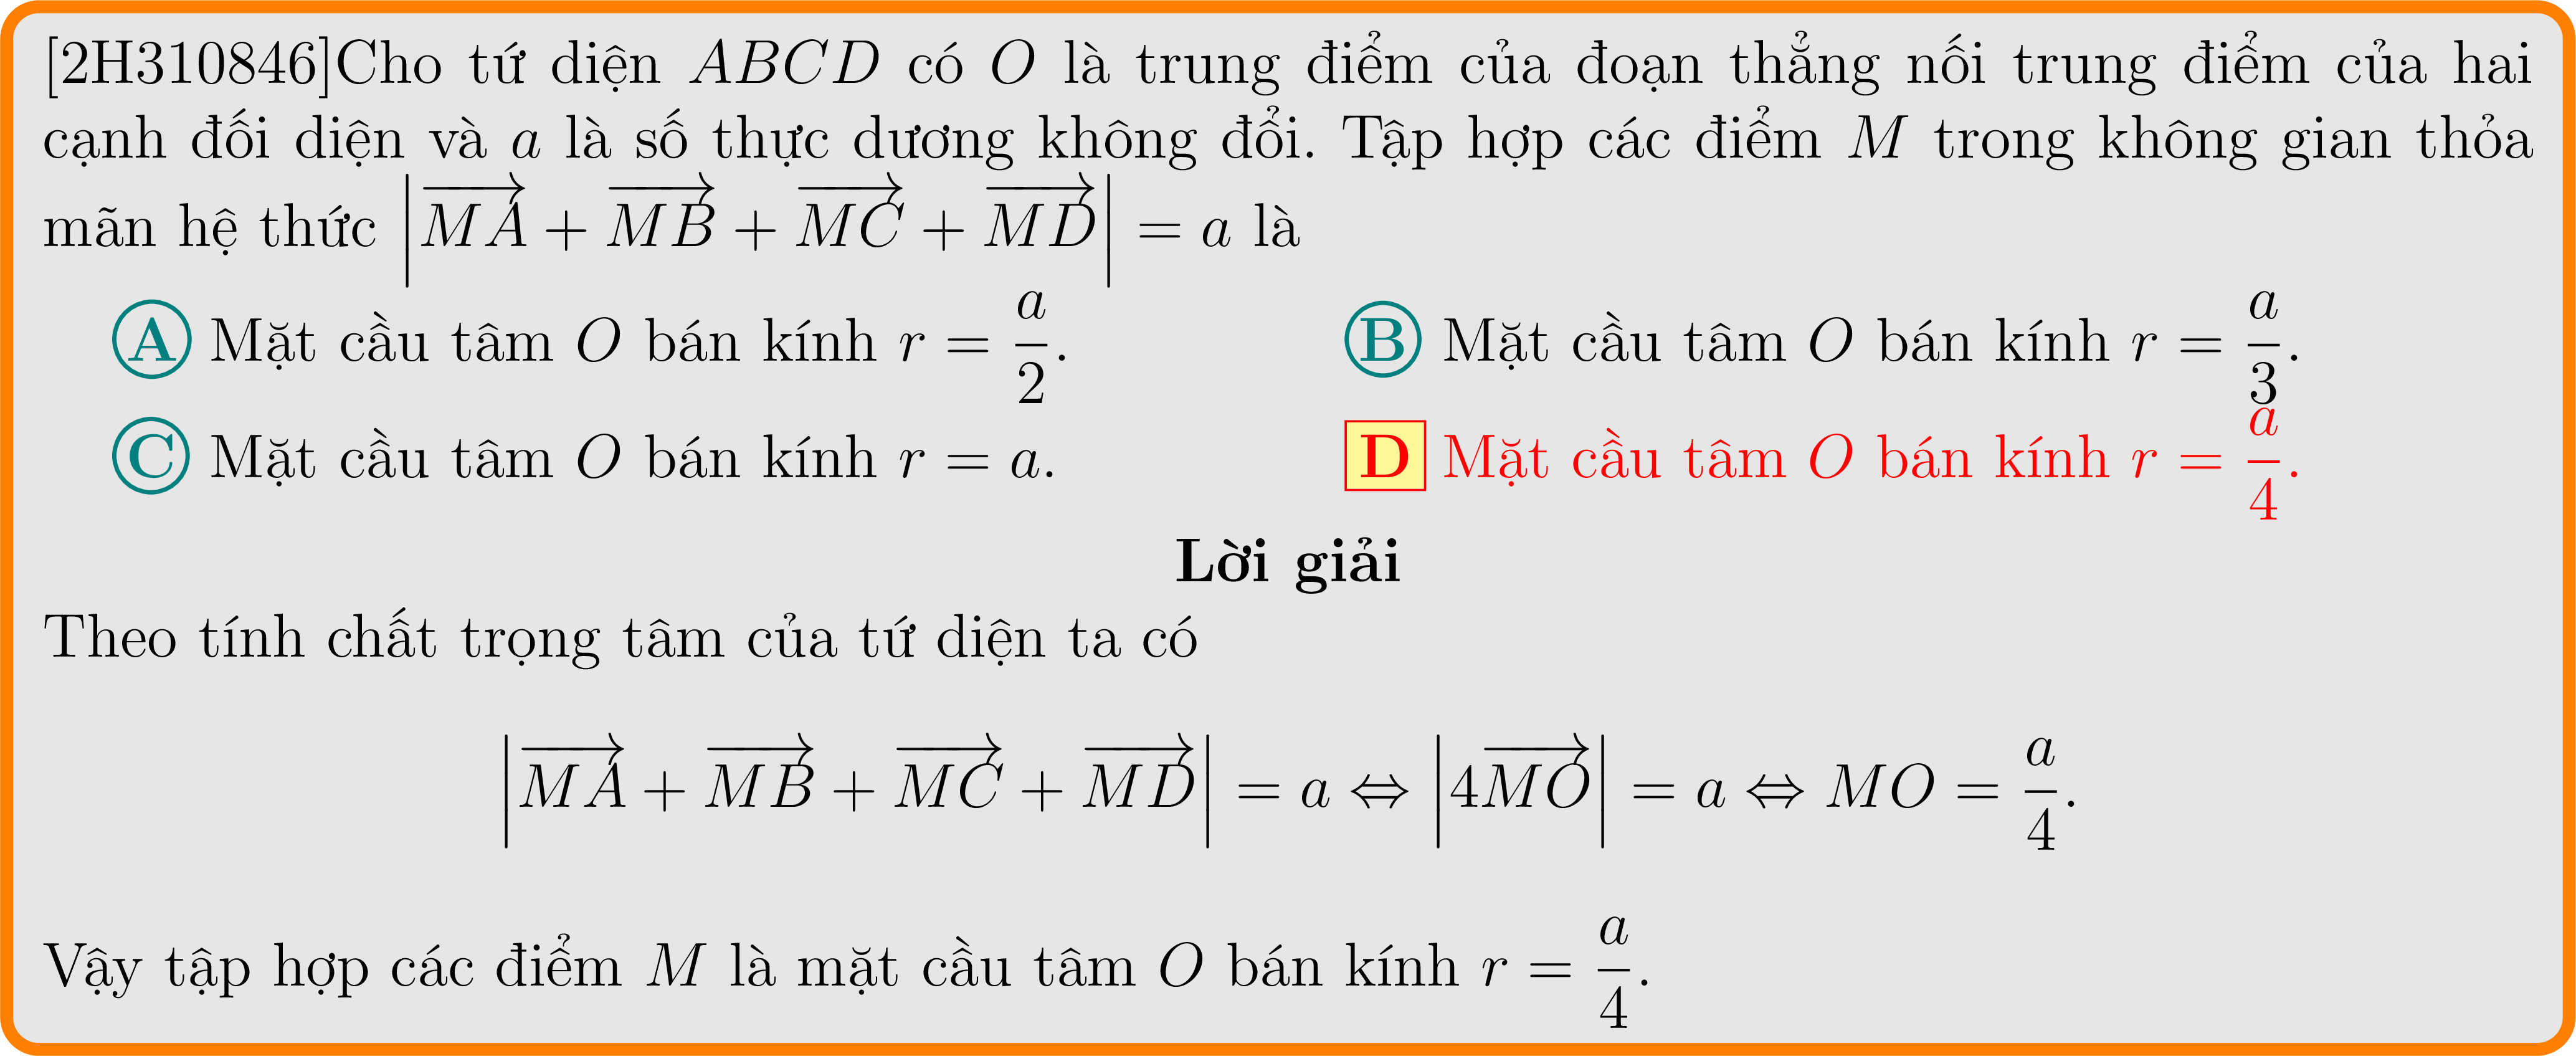 [2H310846]Cho tứ diện $ABCD$ có $O$ là trung điểm của đoạn thẳng nối trung điểm của hai
cạnh đối diện và $a$ là số thực dương không đổi. Tập hợp các điểm $M$ trong không gian thỏa
mãn hệ thức $\left|\overrightarrow{MA}+\overrightarrow{MB}+\overrightarrow{MC}+\overrightarrow{MD}\right|=a$ là
A Mặt cầu tâm $O$ bán kính $r=\dfrac{a}{2}$. B Mặt cầu tâm $O$ bán kính $r=\dfrac{a}{3}$.
C Mặt cầu tâm $O$ bán kính $r=a$. D Mặt cầu tâm $O$ bán kính $r=\dfrac{a}{4}$.
Lời giải
Theo tính chất trọng tâm của tứ diện ta có
$\left|\overrightarrow{MA}+\overrightarrow{MB}+\overrightarrow{MC}+\overrightarrow{MD}\right|=a\Leftrightarrow\left|4\overrightarrow{MO}\right|=a\Leftrightarrow MO=\dfrac{a}{4}.$
Vậy tập hợp các điểm $M$ là mặt cầu tâm $O$ bán kính $r=\dfrac{a}{4}$.